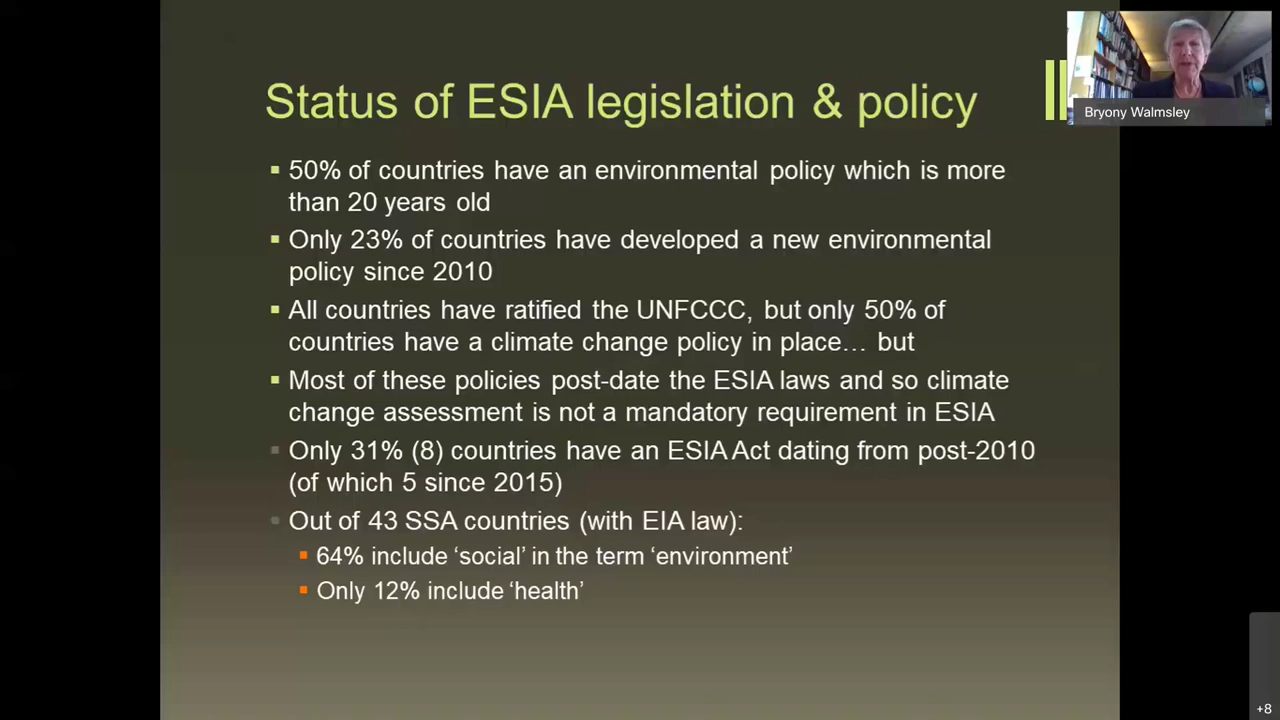 Status of ESIA legislation & policy
Bryony Walmsley
▪ 50% of countries have an environmental policy which is more
than 20 years old
▪ Only 23% of countries have developed a new environmental
policy since 2010
▪ All countries have ratified the UNFCCC, but only 50% of
countries have a climate change policy in place… but
▪ Most of these policies post-date the ESIA laws and so climate
change assessment is not a mandatory requirement in ESIA
▪ Only 31% (8) countries have an ESIA Act dating from post-2010
(of which 5 since 2015)
▪ Out of 43 SSA countries (with EIA law):
▪ 64% include ‘social’ in the term ‘environment’
▪ Only 12% include ‘health’
+8